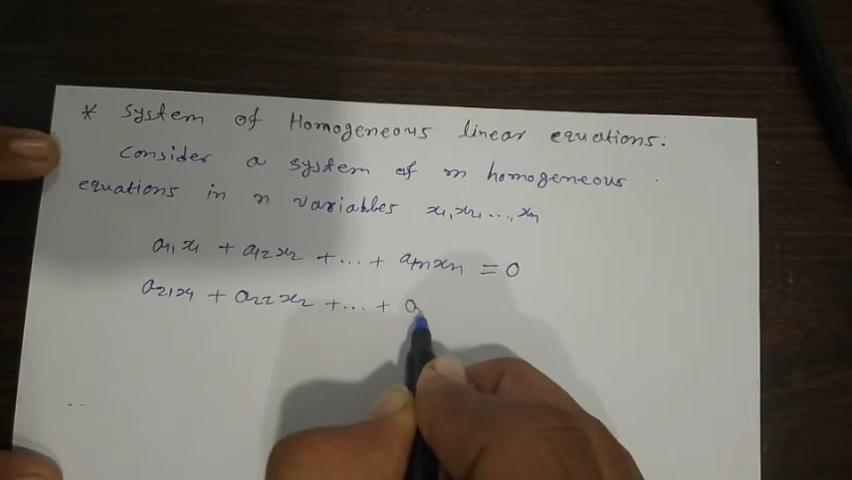 * System of Homogeneous linear equations:
Consider a system of m homogeneous
equations in n variables x₁, x₂, ..., xₙ
a₁₁x₁ + a₁₂x₂ + ... + a₁ₙxₙ = 0
a₂₁x₁ + a₂₂x₂ + ... + a